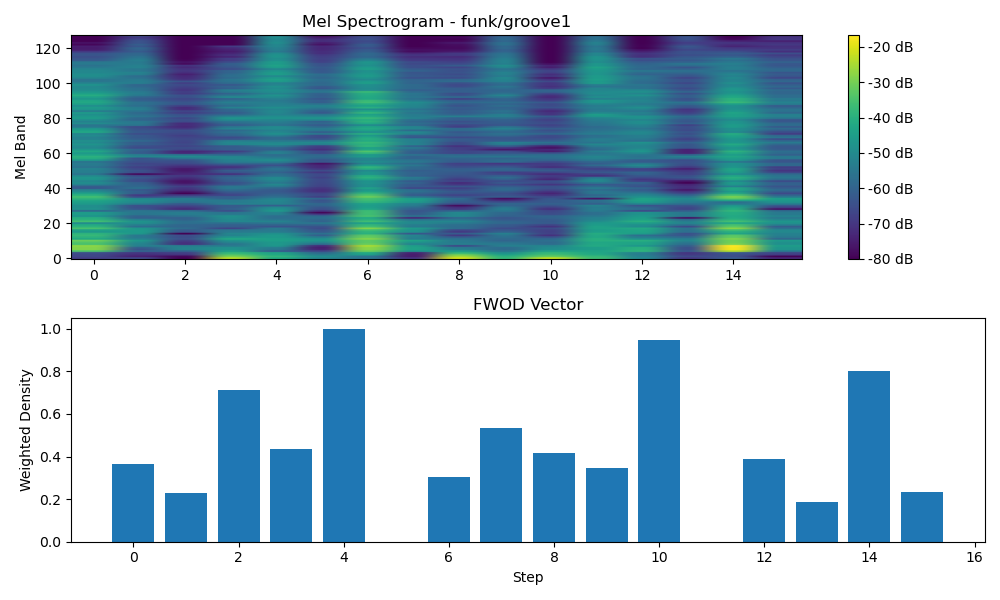 Mel Spectrogram - funk/groove1
Mel Band
120
100
80
60
40
20
0
0 2 4 6 8 10 12 14
-20 dB
-30 dB
-40 dB
-50 dB
-60 dB
-70 dB
-80 dB
FWOD Vector
Weighted Density
1.0
0.8
0.6
0.4
0.2
0.0
0 2 4 6 8 10 12 14 16
Step